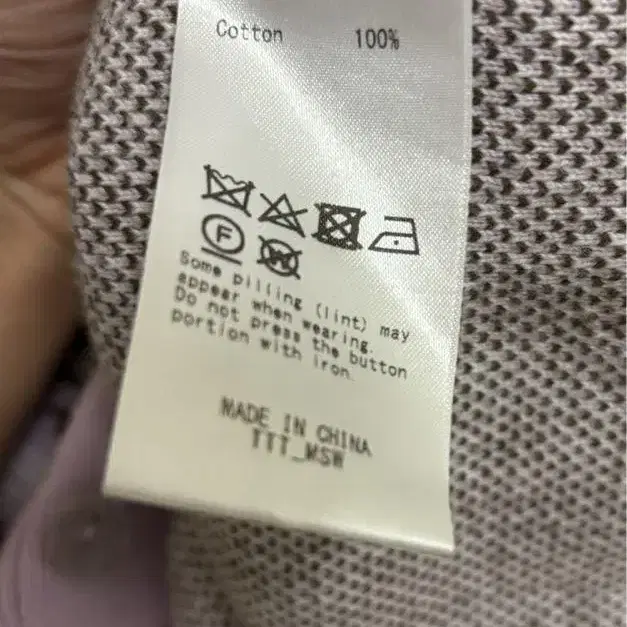 Cotton 100%
F
W
Some pilling (lint) may
appear when wearing.
Do not press the button
portion with iron.
MADE IN CHINA
TTT_MSW